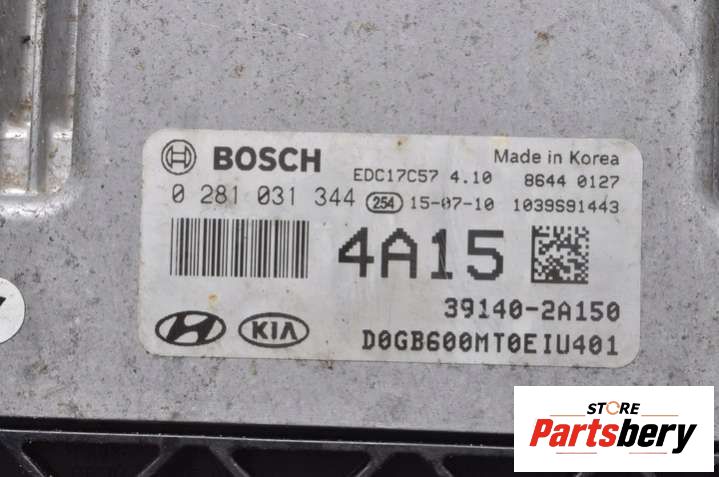 BOSCH
Made in Korea
EDC17C57 4.10 8644 0127
0 281 031 344 254 15-07-10 1039S91443
4A15
39140-2A150
KIA
D0GB600MT0EIU401
STORE
Partsbery